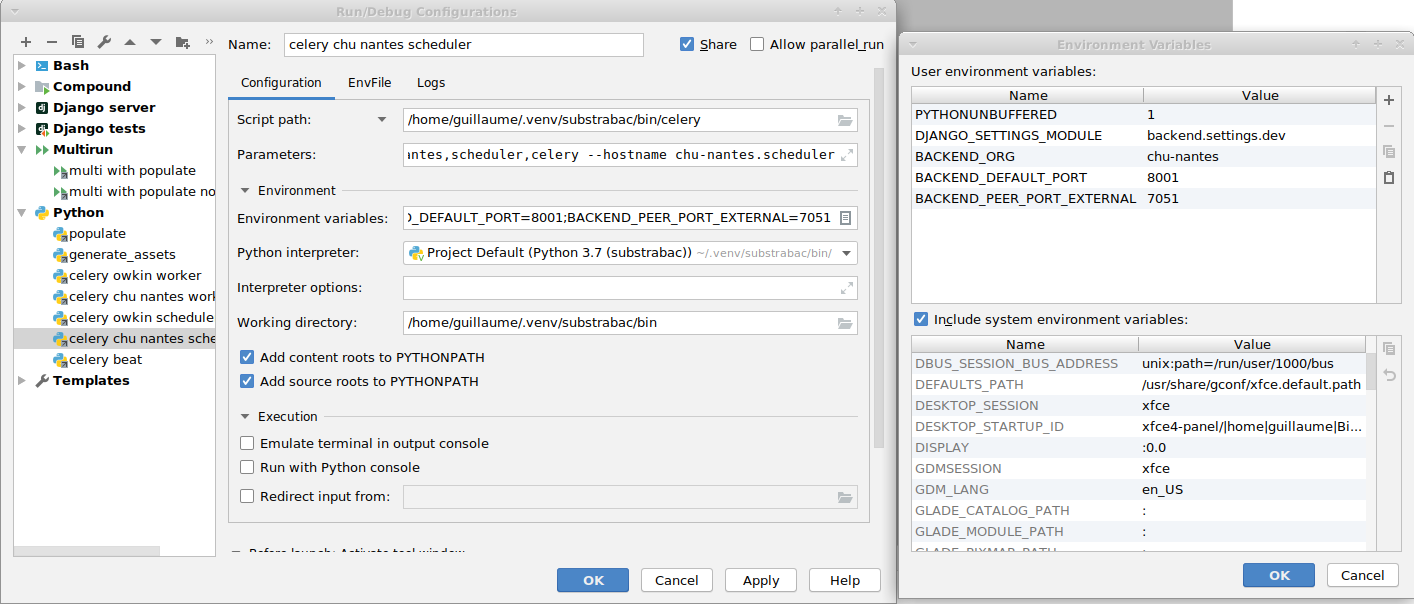 Run/Debug Configurations
Name: celery chu nantes scheduler
Share
Allow parallel run
Bash
Compound
Django server
Django tests
Multirun
multi with populate
multi with populate no
Python
populate
generate_assets
celery owkin worker
celery chu nantes worl
celery owkin schedule
celery chu nantes sche
celery beat
Templates
Configuration EnvFile Logs
Script path: /home/guillaume/.venv/substrabac/bin/celery
Parameters: antes,scheduler,celery --hostname chu-nantes.scheduler
Environment
Environment variables: D_DEFAULT_PORT=8001;BACKEND_PEER_PORT_EXTERNAL=7051
Python interpreter: Project Default (Python 3.7 (substrabac)) ~/.venv/substrabac/bin/
Interpreter options:
Working directory: /home/guillaume/.venv/substrabac/bin
Add content roots to PYTHONPATH
Add source roots to PYTHONPATH
Execution
Emulate terminal in output console
Run with Python console
Redirect input from:
Before launch: Activate tool window
OK Cancel Apply Help
Environment Variables
User environment variables:
Name Value
PYTHONUNBUFFERED 1
DJANGO_SETTINGS_MODULE backend.settings.dev
BACKEND_ORG chu-nantes
BACKEND_DEFAULT_PORT 8001
BACKEND_PEER_PORT_EXTERNAL 7051
Include system environment variables:
Name Value
DBUS_SESSION_BUS_ADDRESS unix:path=/run/user/1000/bus
DEFAULTS_PATH /usr/share/gconf/xfce.default.path
DESKTOP_SESSION xfce
DESKTOP_STARTUP_ID xfce4-panel/|home|guillaume|Bi...
DISPLAY :0.0
GDMSESSION xfce
GDM_LANG en_US
GLADE_CATALOG_PATH :
GLADE_MODULE_PATH :
GLADE_PIXMAP_PATH :
OK Cancel